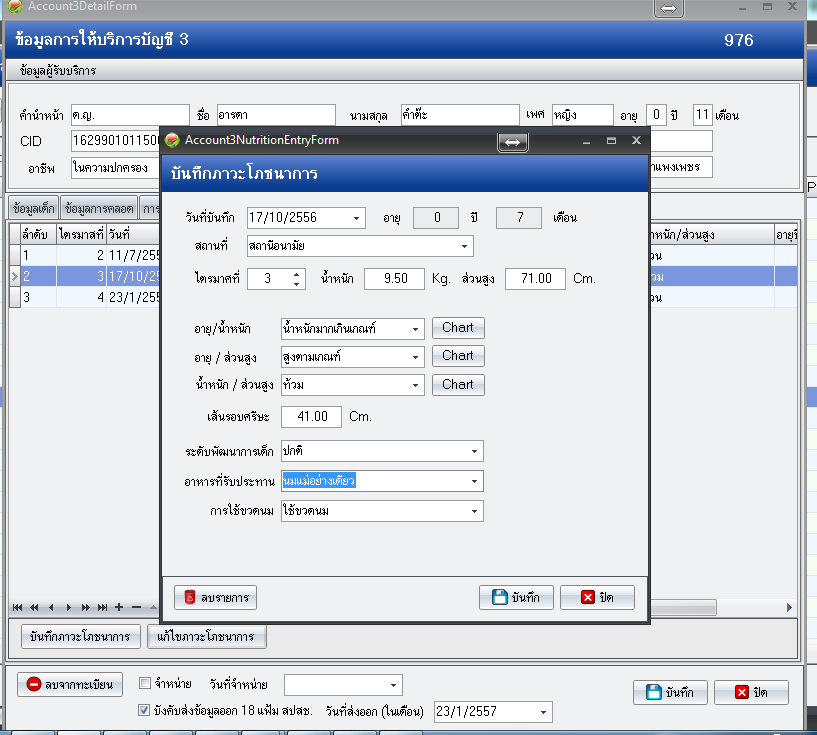 Account3DetailForm
ข้อมูลการให้บริการบัญชี 3 976
ข้อมูลผู้รับบริการ
คำนำหน้า ด.ญ. ชื่อ อารดา นามสกุล คำต๊ะ เพศ หญิง อายุ 0 ปี 11 เดือน
CID 1629901011500
อาชีพ ในความปกครอง าแพงเพชร
ข้อมูลเด็ก ข้อมูลการคลอด การ
ลำดับ ไตรมาสที่ วันที่ ำหนัก/ส่วนสูง อายุปี
1 2 11/7/255 วน
2 3 17/10/25 วม
3 4 23/1/255 วน
Account3NutritionEntryForm
บันทึกภาวะโภชนาการ
วันที่บันทึก 17/10/2556 อายุ 0 ปี 7 เดือน
สถานที่ สถานีอนามัย
ไตรมาศที่ 3 น้ำหนัก 9.50 Kg. ส่วนสูง 71.00 Cm.
อายุ/น้ำหนัก น้ำหนักมากเกินเกณฑ์ Chart
อายุ / ส่วนสูง สูงตามเกณฑ์ Chart
น้ำหนัก / ส่วนสูง ท้วม Chart
เส้นรอบศรีษะ 41.00 Cm.
ระดับพัฒนาการเด็ก ปกติ
อาหารที่รับประทาน นมแม่อย่างเดียว
การใช้ขวดนม ใช้ขวดนม
ลบรายการ บันทึก ปิด
บันทึกภาวะโภชนาการ แก้ไขภาวะโภชนาการ
ลบจากทะเบียน จำหน่าย วันที่จำหน่าย บันทึก ปิด
บังคับส่งข้อมูลออก 18 แฟ้ม สปสช. วันที่ส่งออก (ในเดือน) 23/1/2557